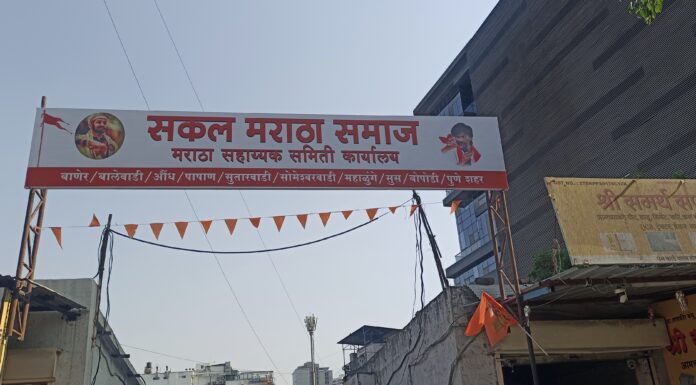 सकल मराठा समाज
मराठा सहाय्यक समिती कार्यालय
बाणेर/बालेवाडी/औंध/पाषाण/सुतारवाडी/सोमेश्वरवाडी/महाळुंगे/सुस/बोपोडी/पुणे शहर
श्री समर्थ
श्री